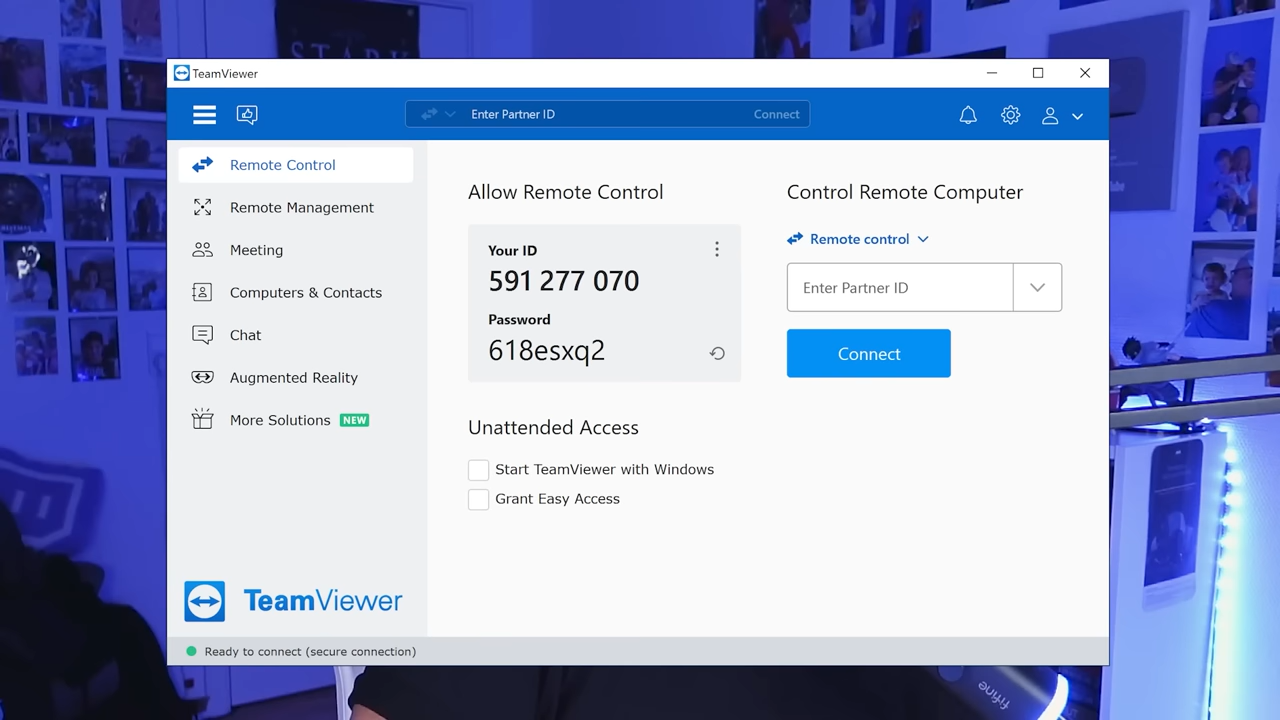 STARK
TeamViewer
Enter Partner ID
Connect
Remote Control
Remote Management
Meeting
Computers & Contacts
Chat
Augmented Reality
More Solutions NEW
TeamViewer
Allow Remote Control
Your ID
591 277 070
Password
618esxq2
Unattended Access
Start TeamViewer with Windows
Grant Easy Access
Control Remote Computer
Remote control
Enter Partner ID
Connect
Ready to connect (secure connection)
fifine